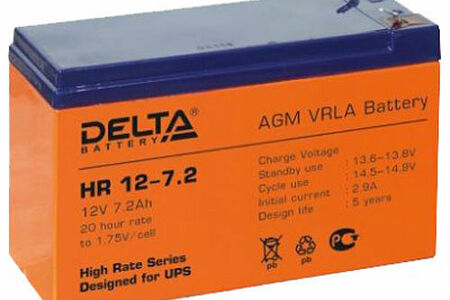 DELTA
BATTERY
HR 12-7.2
12V 7.2Ah
20 hour rate
to 1.75V/cell
High Rate Series
Designed for UPS
AGM VRLA Battery
Charge Voltage :
Standby use : 13.6-13.8V
Cycle use : 14.5-14.9V
Initial current : 2.9A
Design life : 5 years
Pb